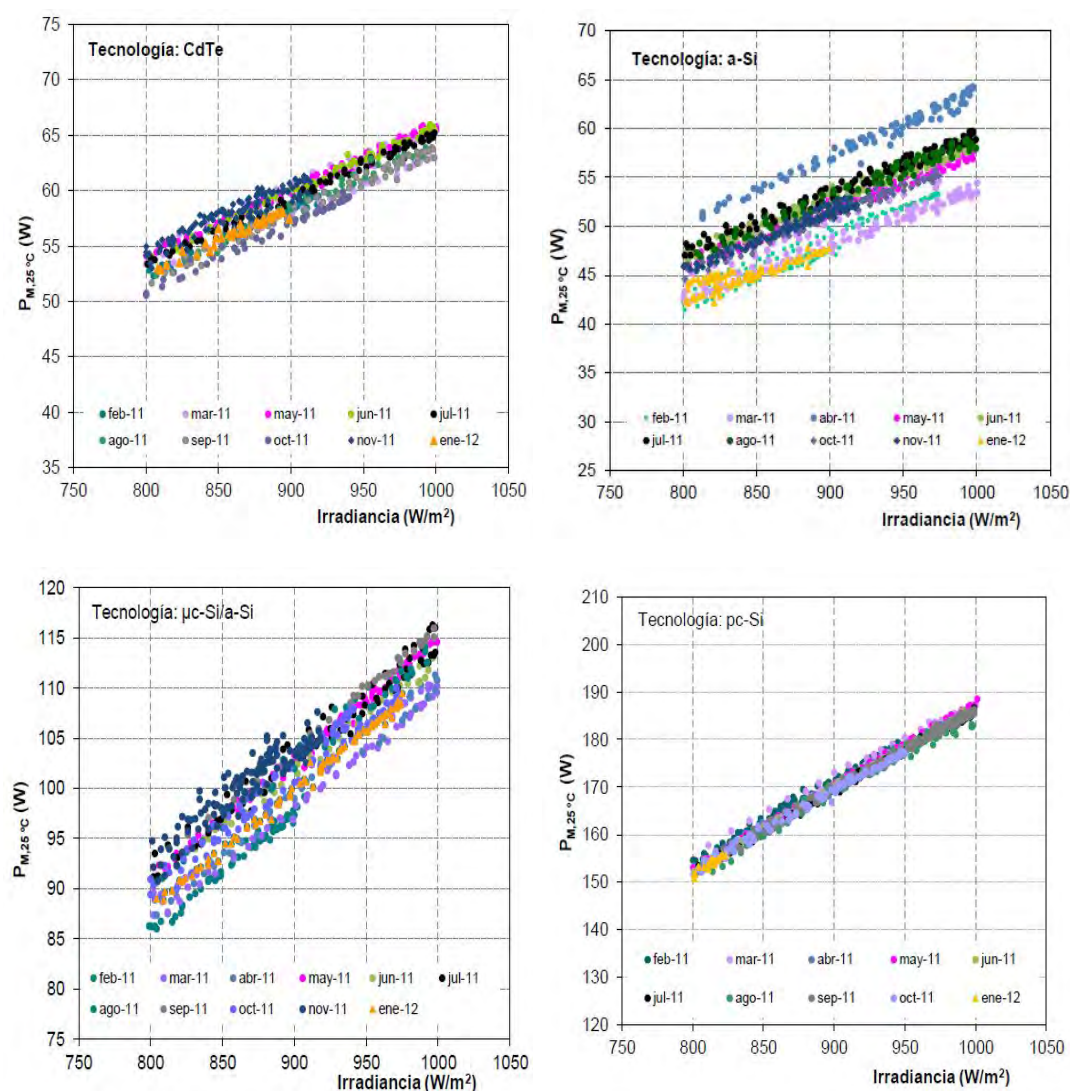 Tecnología: CdTe
75
70
65
60
55
50
45
40
35
P_M,25 ºC (W)
feb-11 mar-11 may-11 jun-11 jul-11
ago-11 sep-11 oct-11 nov-11 ene-12
750 800 850 900 950 1000 1050
Irradiancia (W/m²)
Tecnología: a-Si
70
65
60
55
50
45
40
35
30
25
P_M,25 ºC (W)
feb-11 mar-11 abr-11 may-11 jun-11
jul-11 ago-11 oct-11 nov-11 ene-12
750 800 850 900 950 1000 1050
Irradiancia (W/m²)
Tecnología: µc-Si/a-Si
120
115
110
105
100
95
90
85
80
75
P_M,25 ºC (W)
feb-11 mar-11 abr-11 may-11 jun-11 jul-11
ago-11 sep-11 oct-11 nov-11 ene-12
750 800 850 900 950 1000 1050
Irradiancia (W/m²)
Tecnología: pc-Si
210
200
190
180
170
160
150
140
130
120
P_M,25 ºC (W)
feb-11 mar-11 abr-11 may-11 jun-11
jul-11 ago-11 sep-11 oct-11 ene-12
750 800 850 900 950 1000 1050
Irradiancia (W/m²)